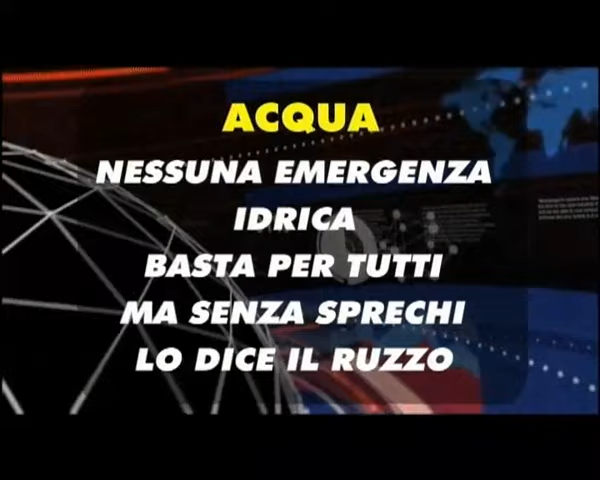 ACQUA
NESSUNA EMERGENZA
IDRICA
BASTA PER TUTTI
MA SENZA SPRECHI
LO DICE IL RUZZO